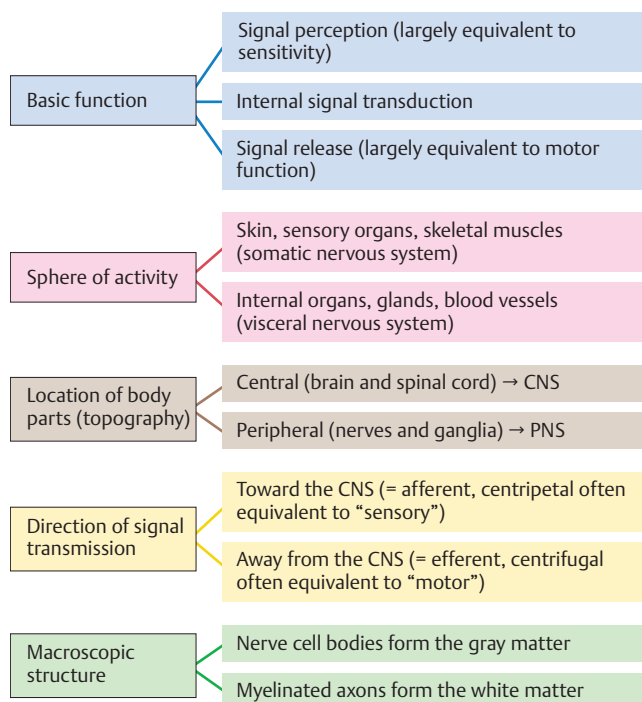 Basic function
Signal perception (largely equivalent to
sensitivity)
Internal signal transduction
Signal release (largely equivalent to motor
function)
Sphere of activity
Skin, sensory organs, skeletal muscles
(somatic nervous system)
Internal organs, glands, blood vessels
(visceral nervous system)
Location of body
parts (topography)
Central (brain and spinal cord) → CNS
Peripheral (nerves and ganglia) → PNS
Direction of signal
transmission
Toward the CNS (= afferent, centripetal often
equivalent to “sensory”)
Away from the CNS (= efferent, centrifugal
often equivalent to “motor”)
Macroscopic
structure
Nerve cell bodies form the gray matter
Myelinated axons form the white matter